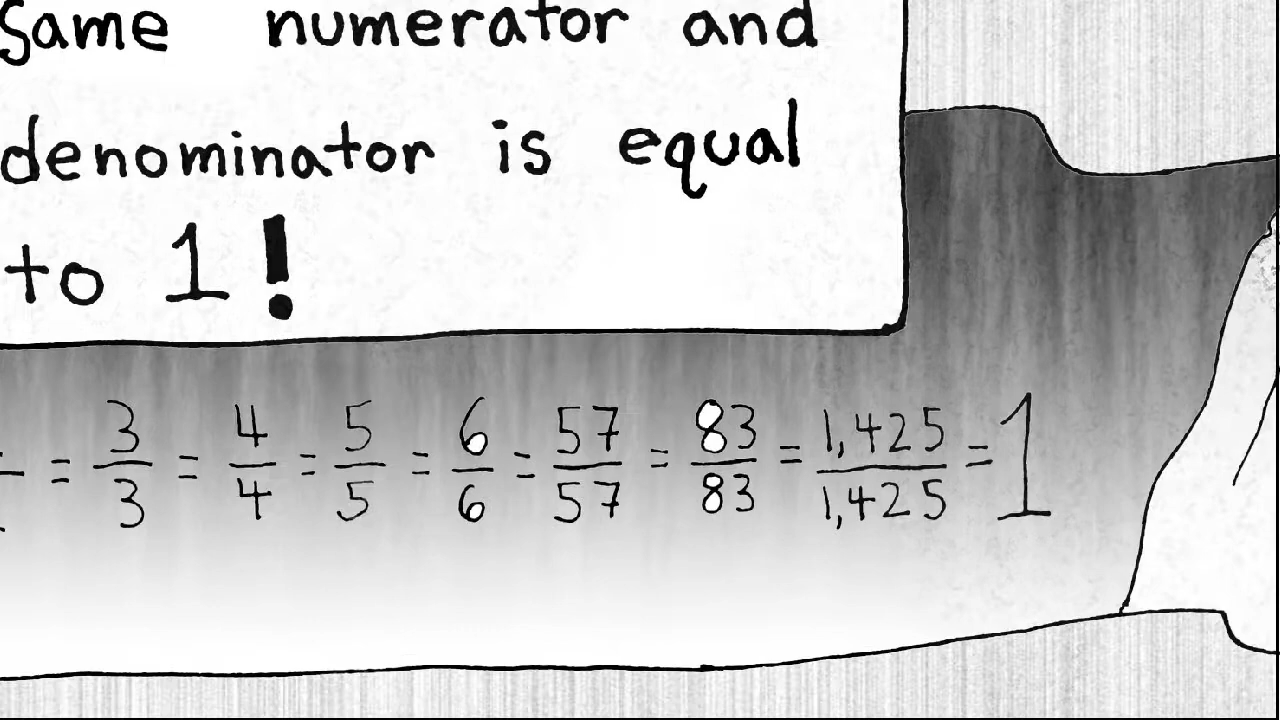 Same numerator and
denominator is equal
to 1!
= 3/3 = 4/4 = 5/5 = 6/6 = 57/57 = 83/83 = 1,425/1,425 = 1